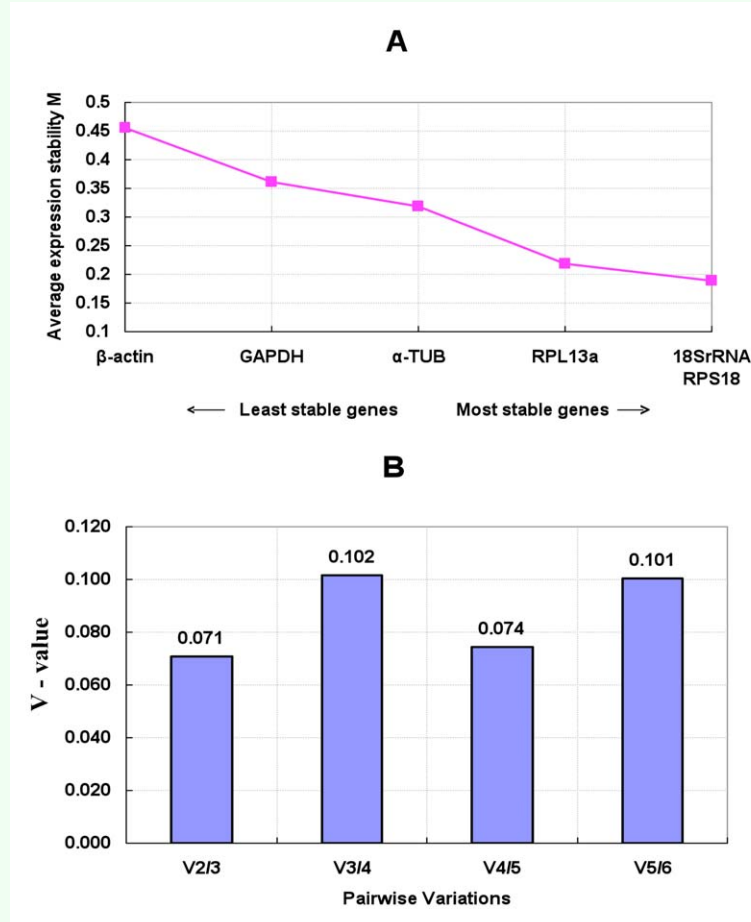 A
Average expression stability M
0.5
0.45
0.4
0.35
0.3
0.25
0.2
0.15
0.1
β-actin GAPDH α-TUB RPL13a 18SrRNA
RPS18
← Least stable genes Most stable genes →
B
V - value
0.120
0.100
0.080
0.060
0.040
0.020
0.000
0.071
0.102
0.074
0.101
V2/3 V3/4 V4/5 V5/6
Pairwise Variations